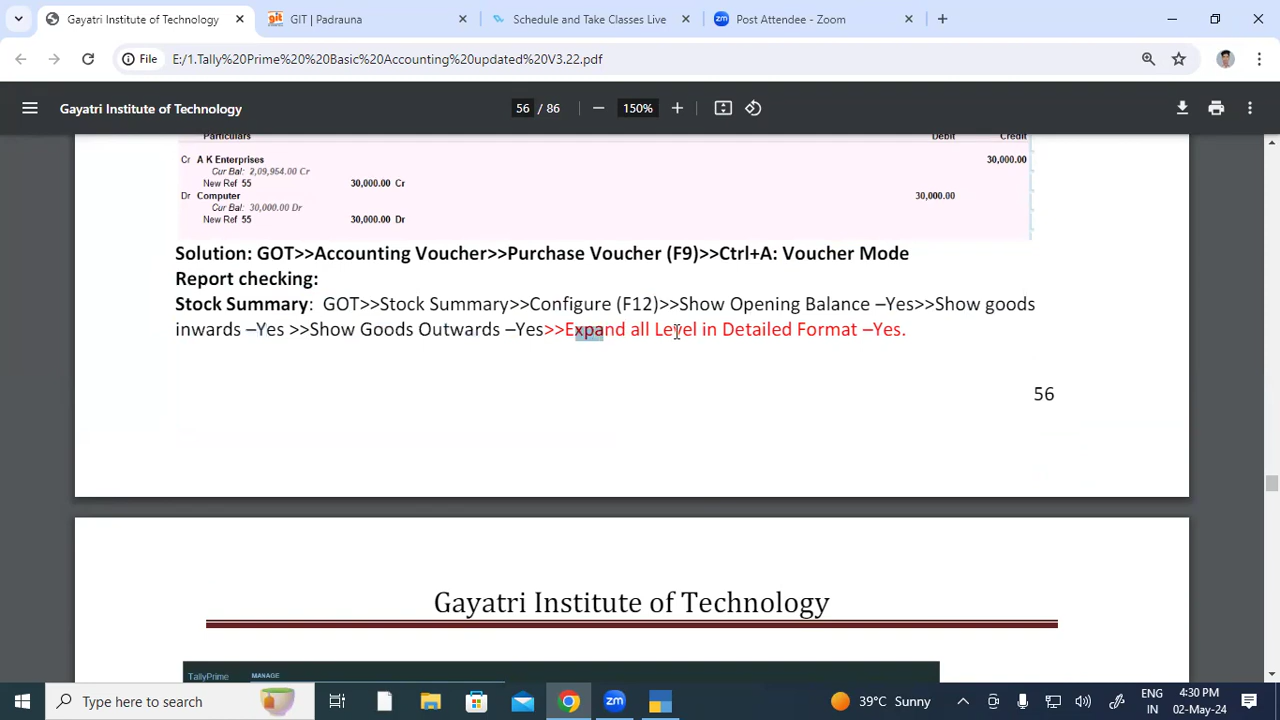 Gayatri Institute of Technology
GIT | Padrauna
Schedule and Take Classes Live
zm
Post Attendee - Zoom
File
E:/1.Tally%20Prime%20%20Basic%20Accounting%20updated%20V3.22.pdf
Gayatri Institute of Technology
56 / 86
150%
Particulars
Debit
Credit
Cr A K Enterprises
30,000.00
Cur Bal: 2,09,954.00 Cr
New Ref 55
30,000.00 Cr
Dr Computer
30,000.00
Cur Bal: 30,000.00 Dr
New Ref 55
30,000.00 Dr
Solution: GOT>>Accounting Voucher>>Purchase Voucher (F9)>>Ctrl+A: Voucher Mode
Report checking:
Stock Summary: GOT>>Stock Summary>>Configure (F12)>>Show Opening Balance –Yes>>Show goods
inwards –Yes >>Show Goods Outwards –Yes>>Expand all Level in Detailed Format –Yes.
56
Gayatri Institute of Technology
TallyPrime
MANAGE
Type here to search
zm
39°C Sunny
ENG
IN
4:30 PM
02-May-24